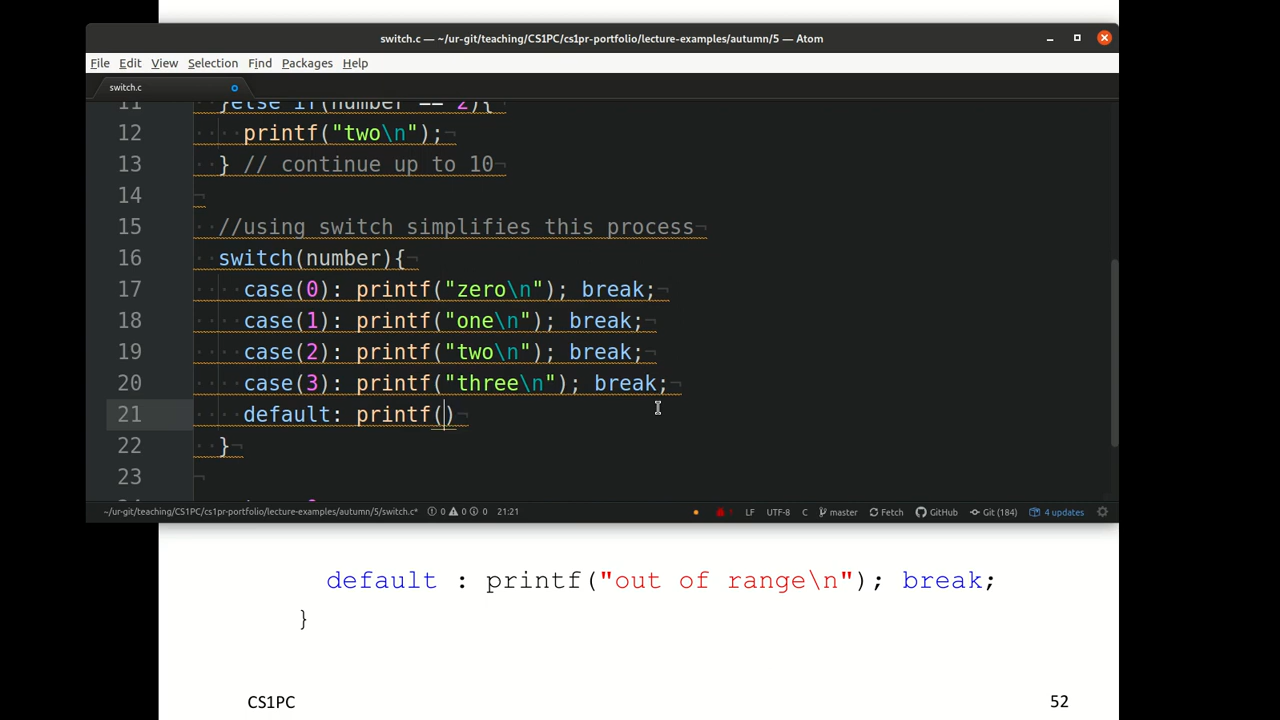 switch.c — ~/ur-git/teaching/CS1PC/cs1pr-portfolio/lecture-examples/autumn/5 — Atom
File Edit View Selection Find Packages Help
switch.c
11 }else if(number == 2){
12 printf("two\n");
13 } // continue up to 10
14
15 //using switch simplifies this process
16 switch(number){
17 case(0): printf("zero\n"); break;
18 case(1): printf("one\n"); break;
19 case(2): printf("two\n"); break;
20 case(3): printf("three\n"); break;
21 default: printf()
22 }
23
~/ur-git/teaching/CS1PC/cs1pr-portfolio/lecture-examples/autumn/5/switch.c* 0 0 0 21:21 LF UTF-8 C master Fetch GitHub Git (184) 4 updates
default : printf("out of range\n"); break;
}
CS1PC 52